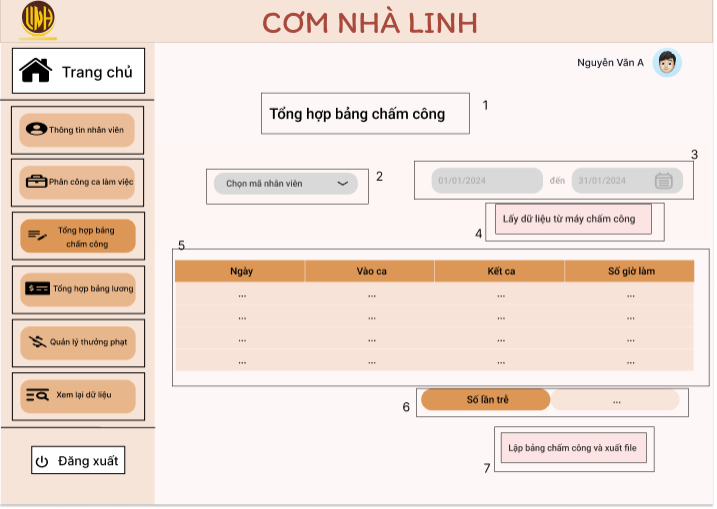 CƠM NHÀ LINH
Nguyễn Văn A
Trang chủ
Thông tin nhân viên
Phân công ca làm việc
Tổng hợp bảng
chấm công
Tổng hợp bảng lương
Quản lý thưởng phạt
Xem lại dữ liệu
Đăng xuất
Tổng hợp bảng chấm công
1
Chọn mã nhân viên
2
01/01/2024 đến 31/01/2024
3
Lấy dữ liệu từ máy chấm công
4
5
Ngày Vào ca Kết ca Số giờ làm
... ... ... ...
... ... ... ...
... ... ... ...
... ... ... ...
6
Số lần trễ ...
Lập bảng chấm công và xuất file
7